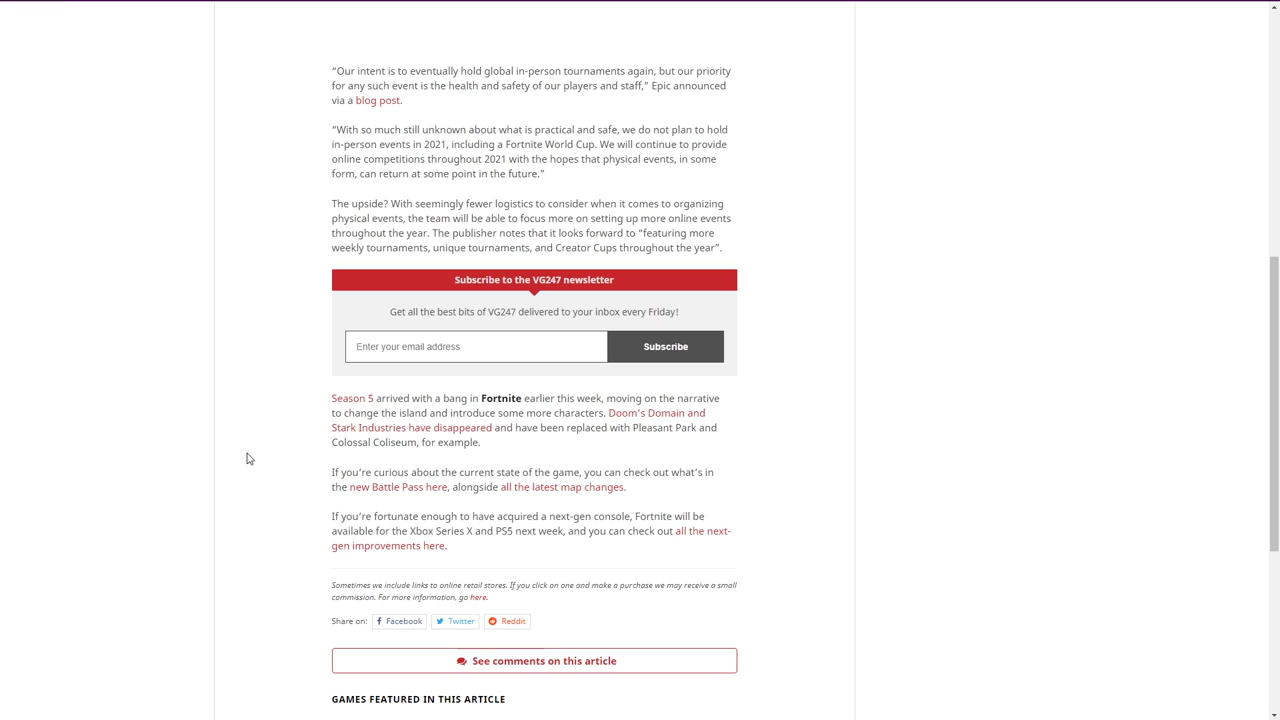 “Our intent is to eventually hold global in-person tournaments again, but our priority
for any such event is the health and safety of our players and staff,” Epic announced
via a blog post.
“With so much still unknown about what is practical and safe, we do not plan to hold
in-person events in 2021, including a Fortnite World Cup. We will continue to provide
online competitions throughout 2021 with the hopes that physical events, in some
form, can return at some point in the future.”
The upside? With seemingly fewer logistics to consider when it comes to organizing
physical events, the team will be able to focus more on setting up more online events
throughout the year. The publisher notes that it looks forward to “featuring more
weekly tournaments, unique tournaments, and Creator Cups throughout the year”.
Subscribe to the VG247 newsletter
Get all the best bits of VG247 delivered to your inbox every Friday!
Enter your email address
Subscribe
Season 5 arrived with a bang in Fortnite earlier this week, moving on the narrative
to change the island and introduce some more characters. Doom’s Domain and
Stark Industries have disappeared and have been replaced with Pleasant Park and
Colossal Coliseum, for example.
If you’re curious about the current state of the game, you can check out what’s in
the new Battle Pass here, alongside all the latest map changes.
If you’re fortunate enough to have acquired a next-gen console, Fortnite will be
available for the Xbox Series X and PS5 next week, and you can check out all the next-
gen improvements here.
Sometimes we include links to online retail stores. If you click on one and make a purchase we may receive a small
commission. For more information, go here.
Share on: Facebook Twitter Reddit
See comments on this article
GAMES FEATURED IN THIS ARTICLE